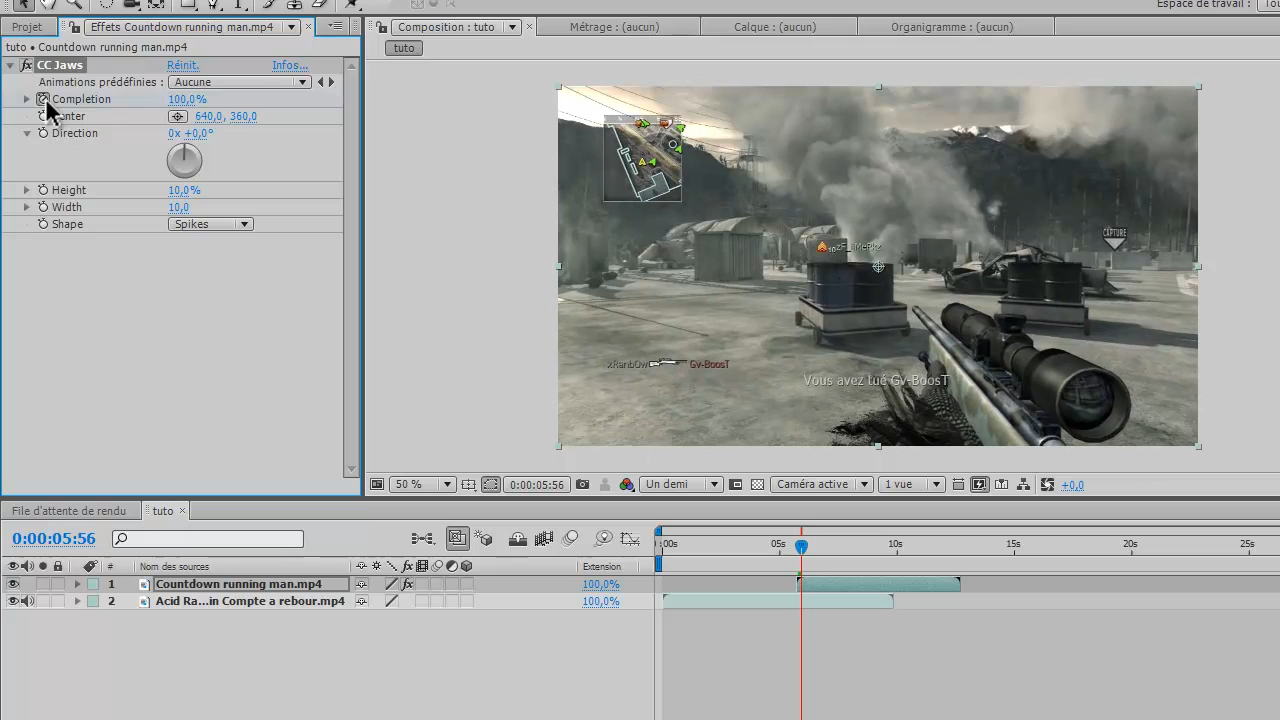 Espace de travail :
Projet
Effets Countdown running man.mp4
Composition : tuto
Métrage : (aucun)
Calque : (aucun)
Organigramme : (aucun)
tuto • Countdown running man.mp4
tuto
CC Jaws
Réinit.
Infos...
Animations prédéfinies :
Aucune
Completion
100,0%
640,0, 360,0
Direction
0x +0,0°
Height
10,0%
Width
10,0
Shape
Spikes
CAPTURE
xRanbOw
Gv-BoosT
Vous avez tué Gv-BoosT
50 %
0:00:05:56
Un demi
Caméra active
1 vue
+0,0
File d'attente de rendu
tuto
0:00:05:56
:00s
05s
10s
15s
20s
25s
#
Nom des sources
Extension
1
Countdown running man.mp4
100,0%
2
Acid Ra...in Compte a rebour.mp4
100,0%